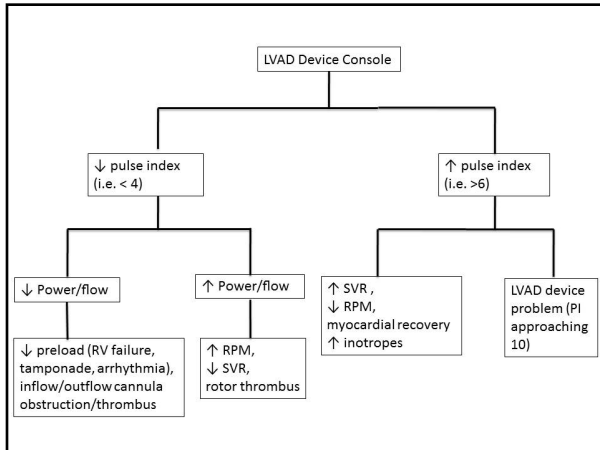 LVAD Device Console
↓ pulse index
(i.e. < 4)
↑ pulse index
(i.e. >6)
↓ Power/flow
↑ Power/flow
↑ SVR ,
↓ RPM,
myocardial recovery
↑ inotropes
LVAD device
problem (PI
approaching
10)
↓ preload (RV failure,
tamponade, arrhythmia),
inflow/outflow cannula
obstruction/thrombus
↑ RPM,
↓ SVR,
rotor thrombus